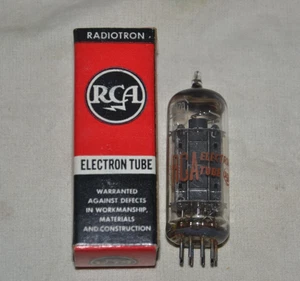 RADIOTRON
RCA
ELECTRON TUBE
WARRANTED
AGAINST DEFECTS
IN WORKMANSHIP,
MATERIALS
AND CONSTRUCTION